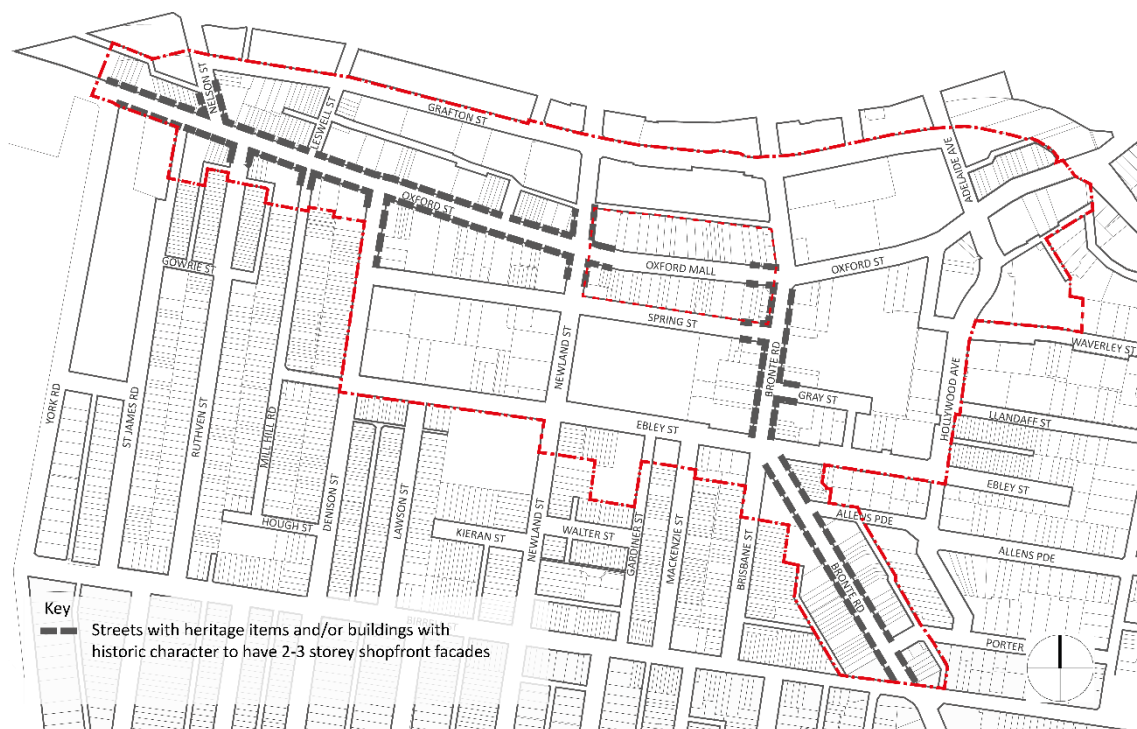 NELSON ST
LESWELL ST
GRAFTON ST
ADELAIDE AVE
OXFORD ST
OXFORD MALL
OXFORD ST
GOWRIE ST
SPRING ST
WAVERLEY ST
NEWLAND ST
BRONTE RD
HOLLYWOOD AVE
GRAY ST
LLANDAFF ST
YORK RD
ST JAMES RD
RUTHVEN ST
MILL HILL RD
EBLEY ST
EBLEY ST
DENISON ST
LAWSON ST
HOUGH ST
KIERAN ST
NEWLAND ST
WALTER ST
GARDINER ST
MACKENZIE ST
BRISBANE ST
ALLENS PDE
ALLENS PDE
BRONTE RD
PORTER
Key
Streets with heritage items and/or buildings with
historic character to have 2-3 storey shopfront facades